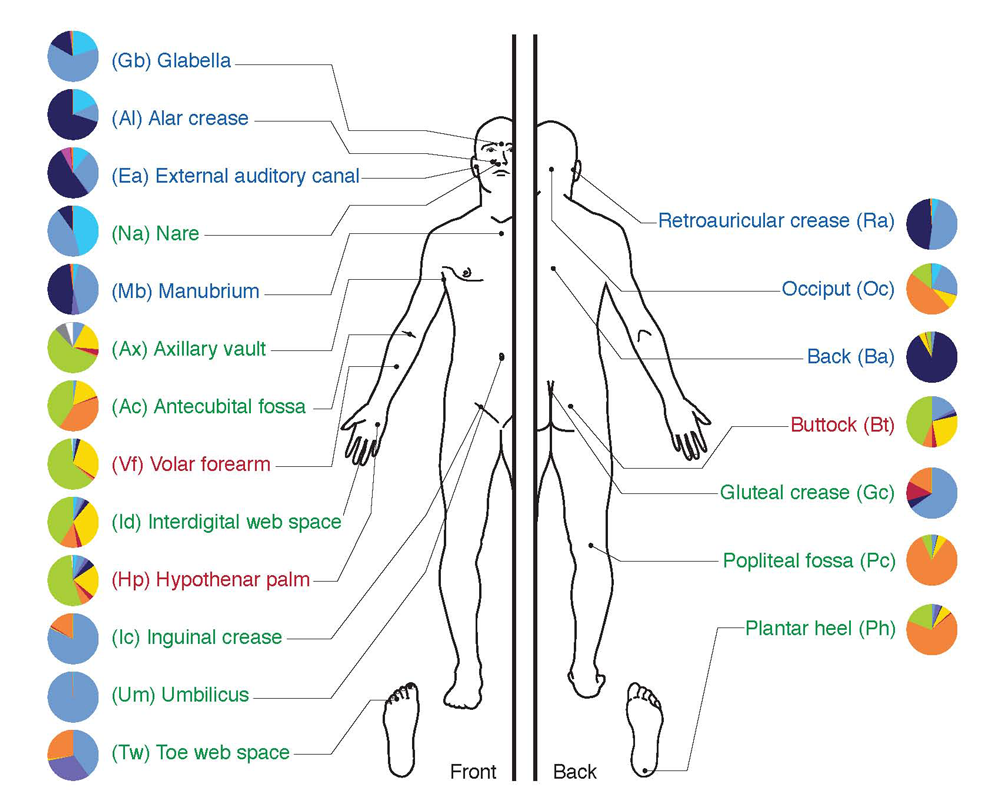 (Gb) Glabella
(Al) Alar crease
(Ea) External auditory canal
(Na) Nare
(Mb) Manubrium
(Ax) Axillary vault
(Ac) Antecubital fossa
(Vf) Volar forearm
(Id) Interdigital web space
(Hp) Hypothenar palm
(Ic) Inguinal crease
(Um) Umbilicus
(Tw) Toe web space
Front
Back
Retroauricular crease (Ra)
Occiput (Oc)
Back (Ba)
Buttock (Bt)
Gluteal crease (Gc)
Popliteal fossa (Pc)
Plantar heel (Ph)